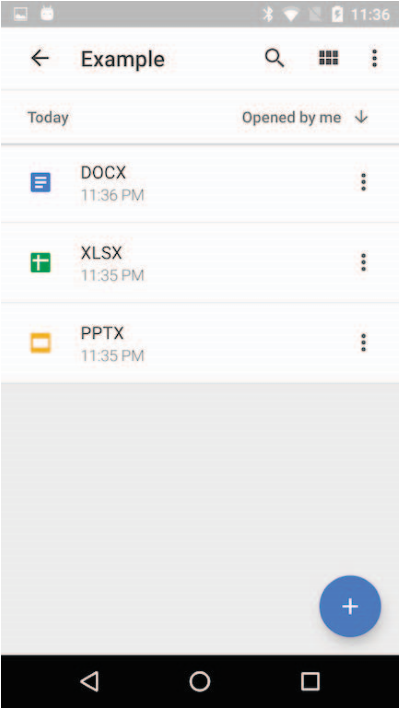 11:36
Example
Today Opened by me
DOCX
11:36 PM
XLSX
11:35 PM
PPTX
11:35 PM